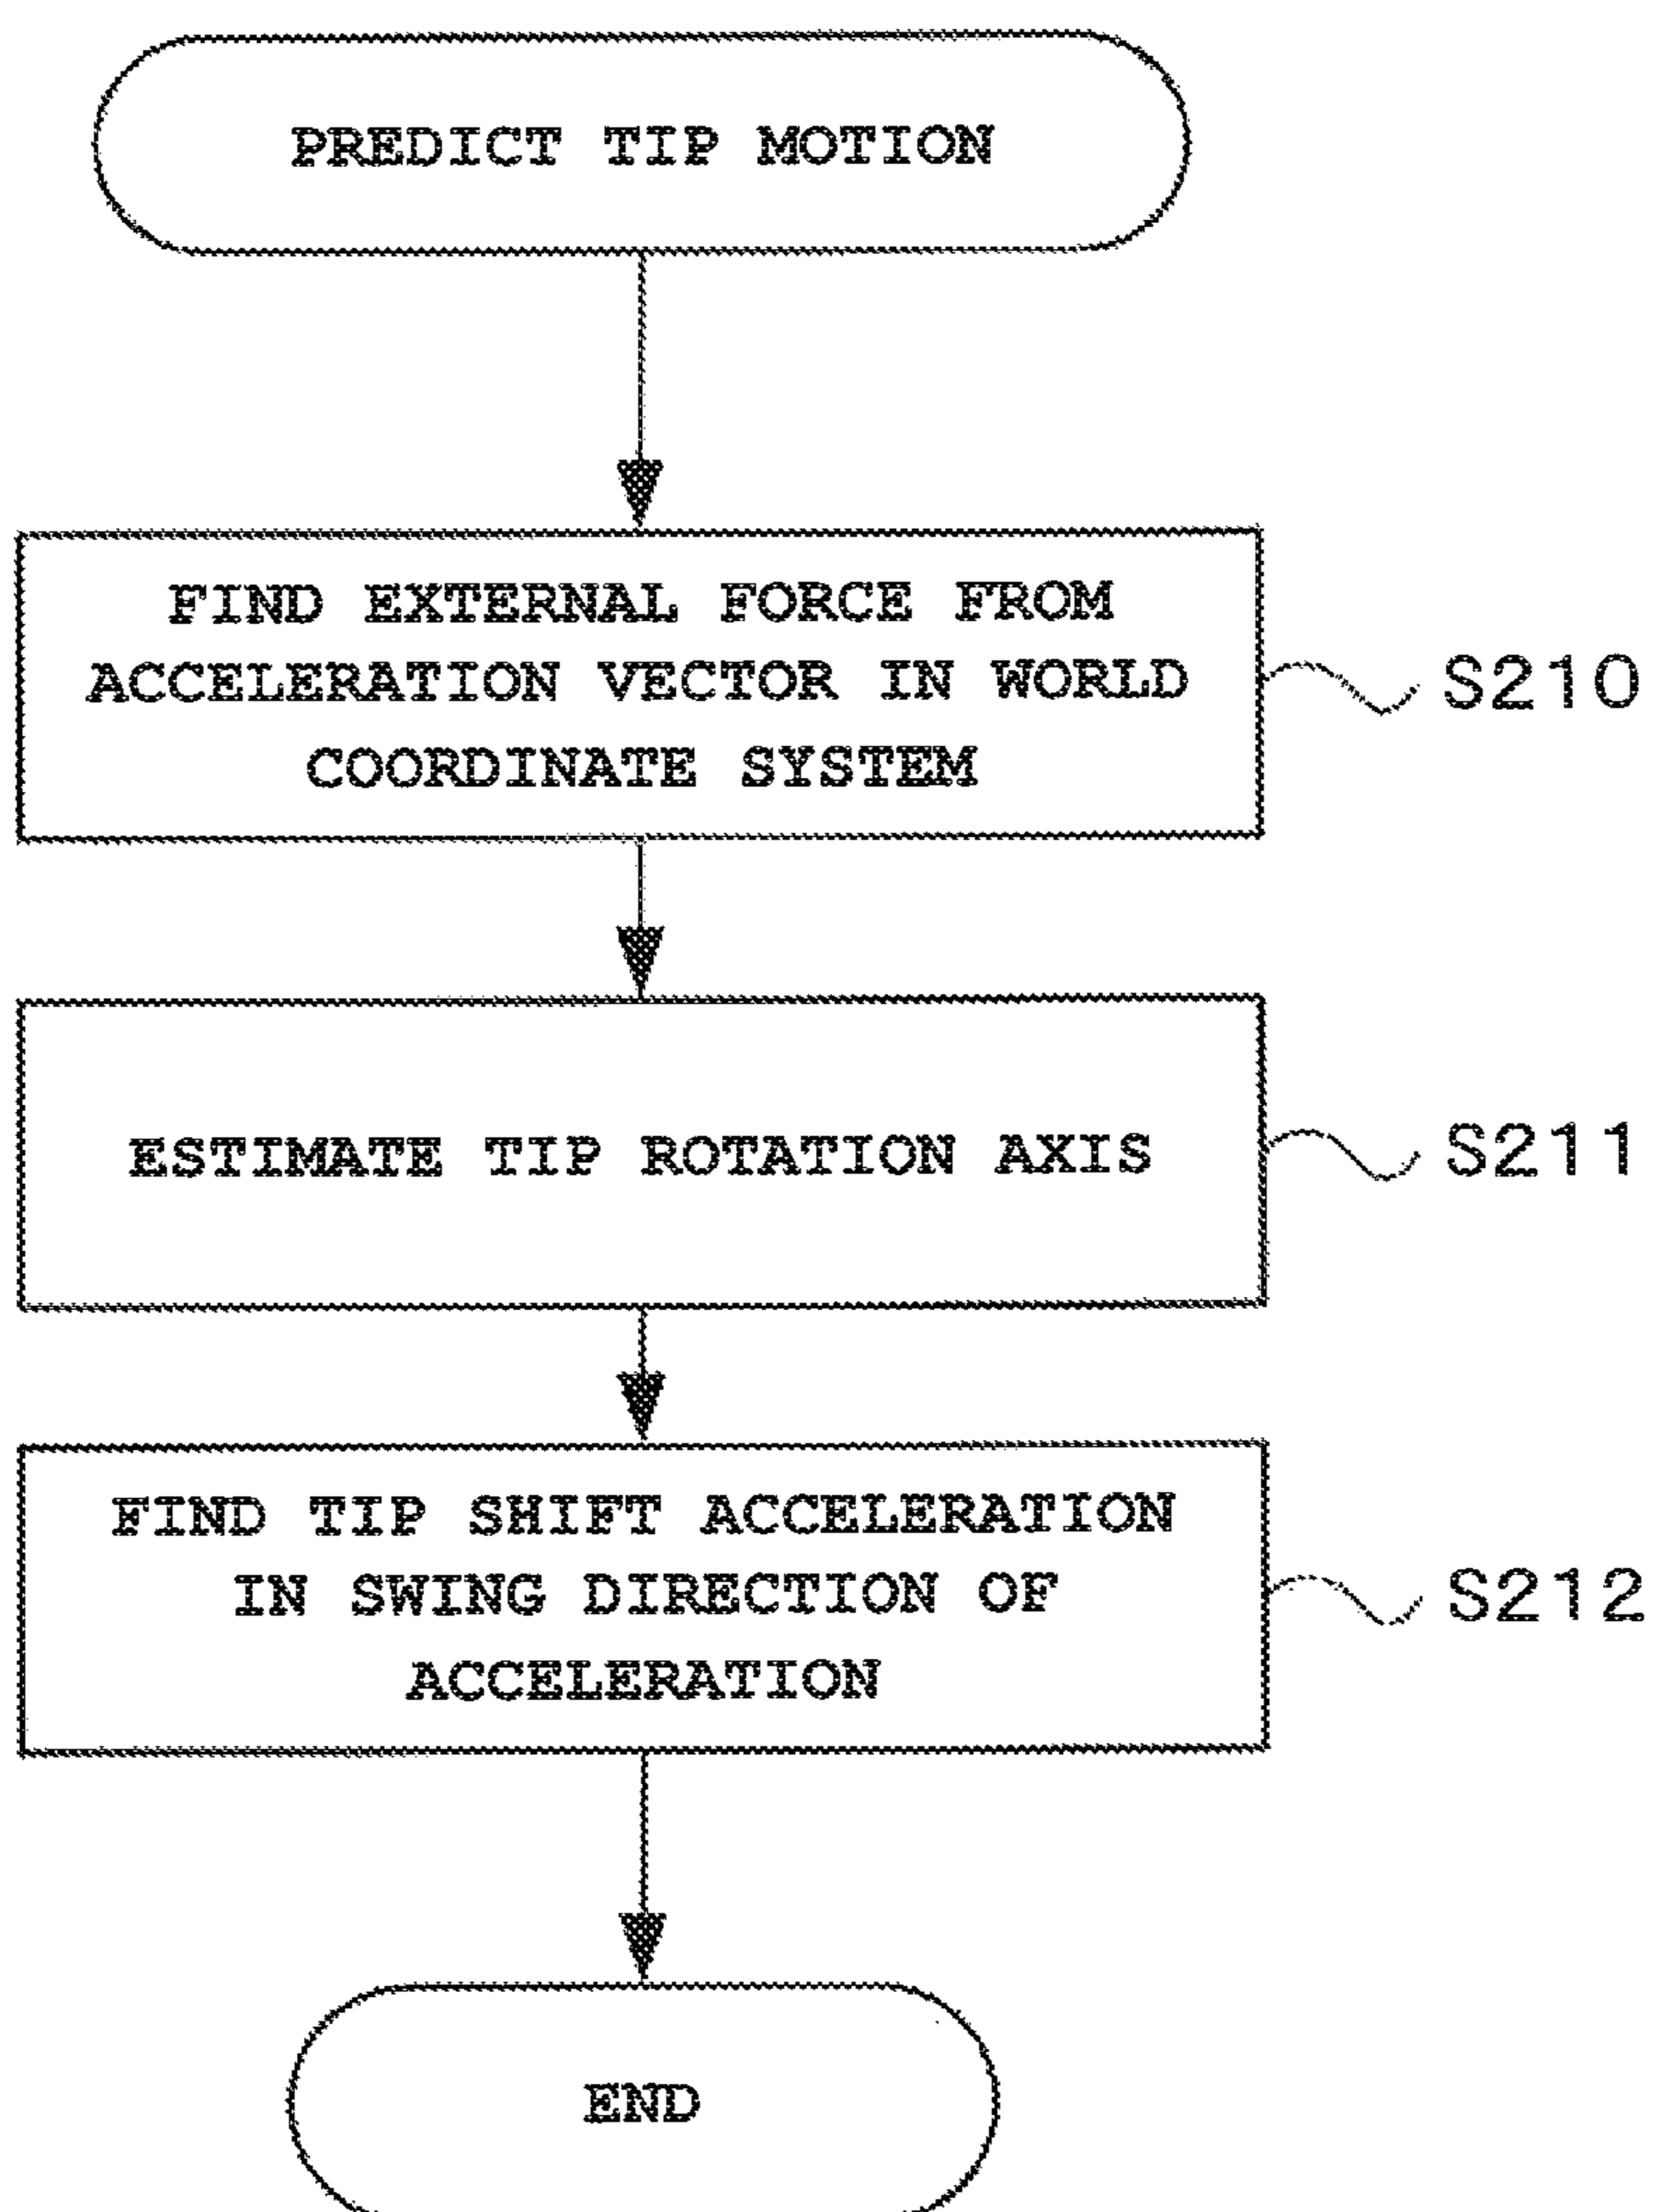 PREDICT TIP MOTION
FIND EXTERNAL FORCE FROM
ACCELERATION VECTOR IN WORLD
COORDINATE SYSTEM
S210
ESTIMATE TIP ROTATION AXIS
S211
FIND TIP SHIFT ACCELERATION
IN SWING DIRECTION OF
ACCELERATION
S212
END